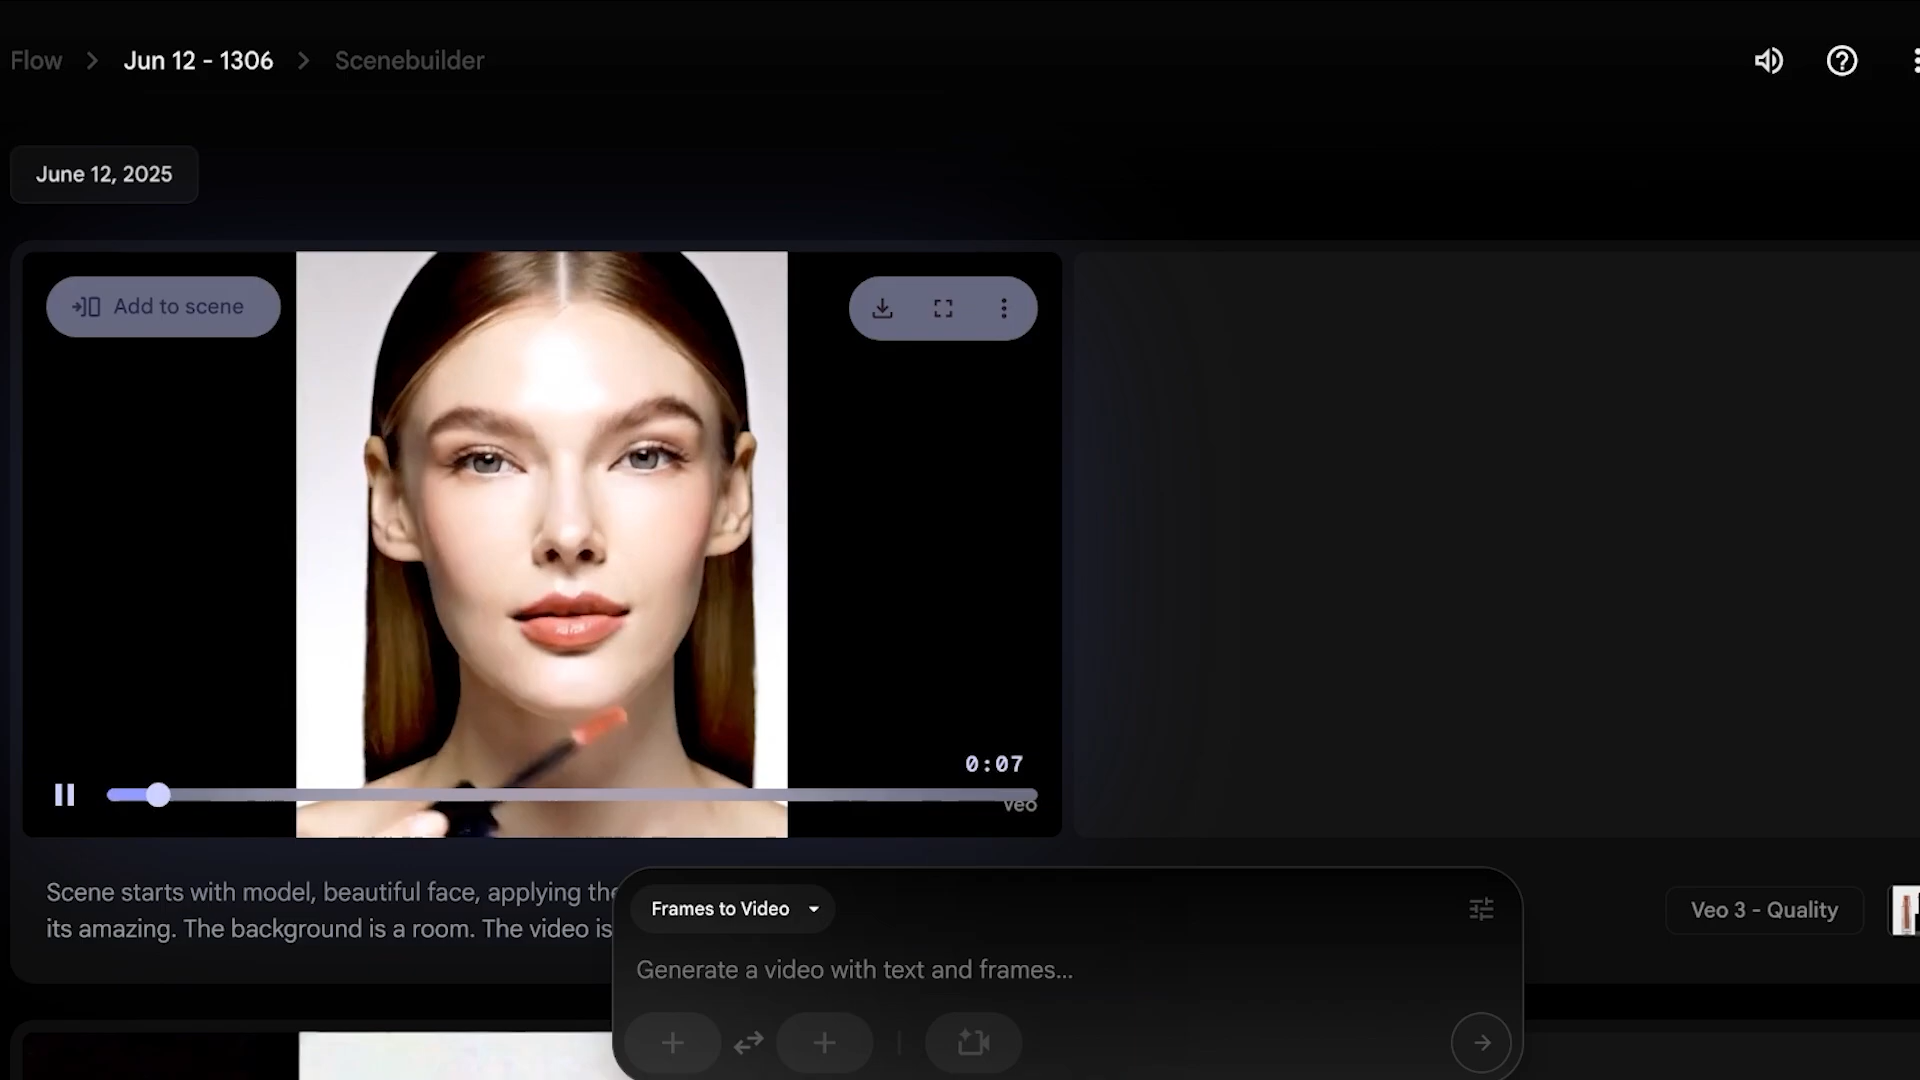 Flow > Jun 12 - 1306 > Scenebuilder
June 12, 2025
Add to scene
0:07
veo
Scene starts with model, beautiful face, applying the
its amazing. The background is a room. The video is
Frames to Video
Generate a video with text and frames...
Veo 3 - Quality